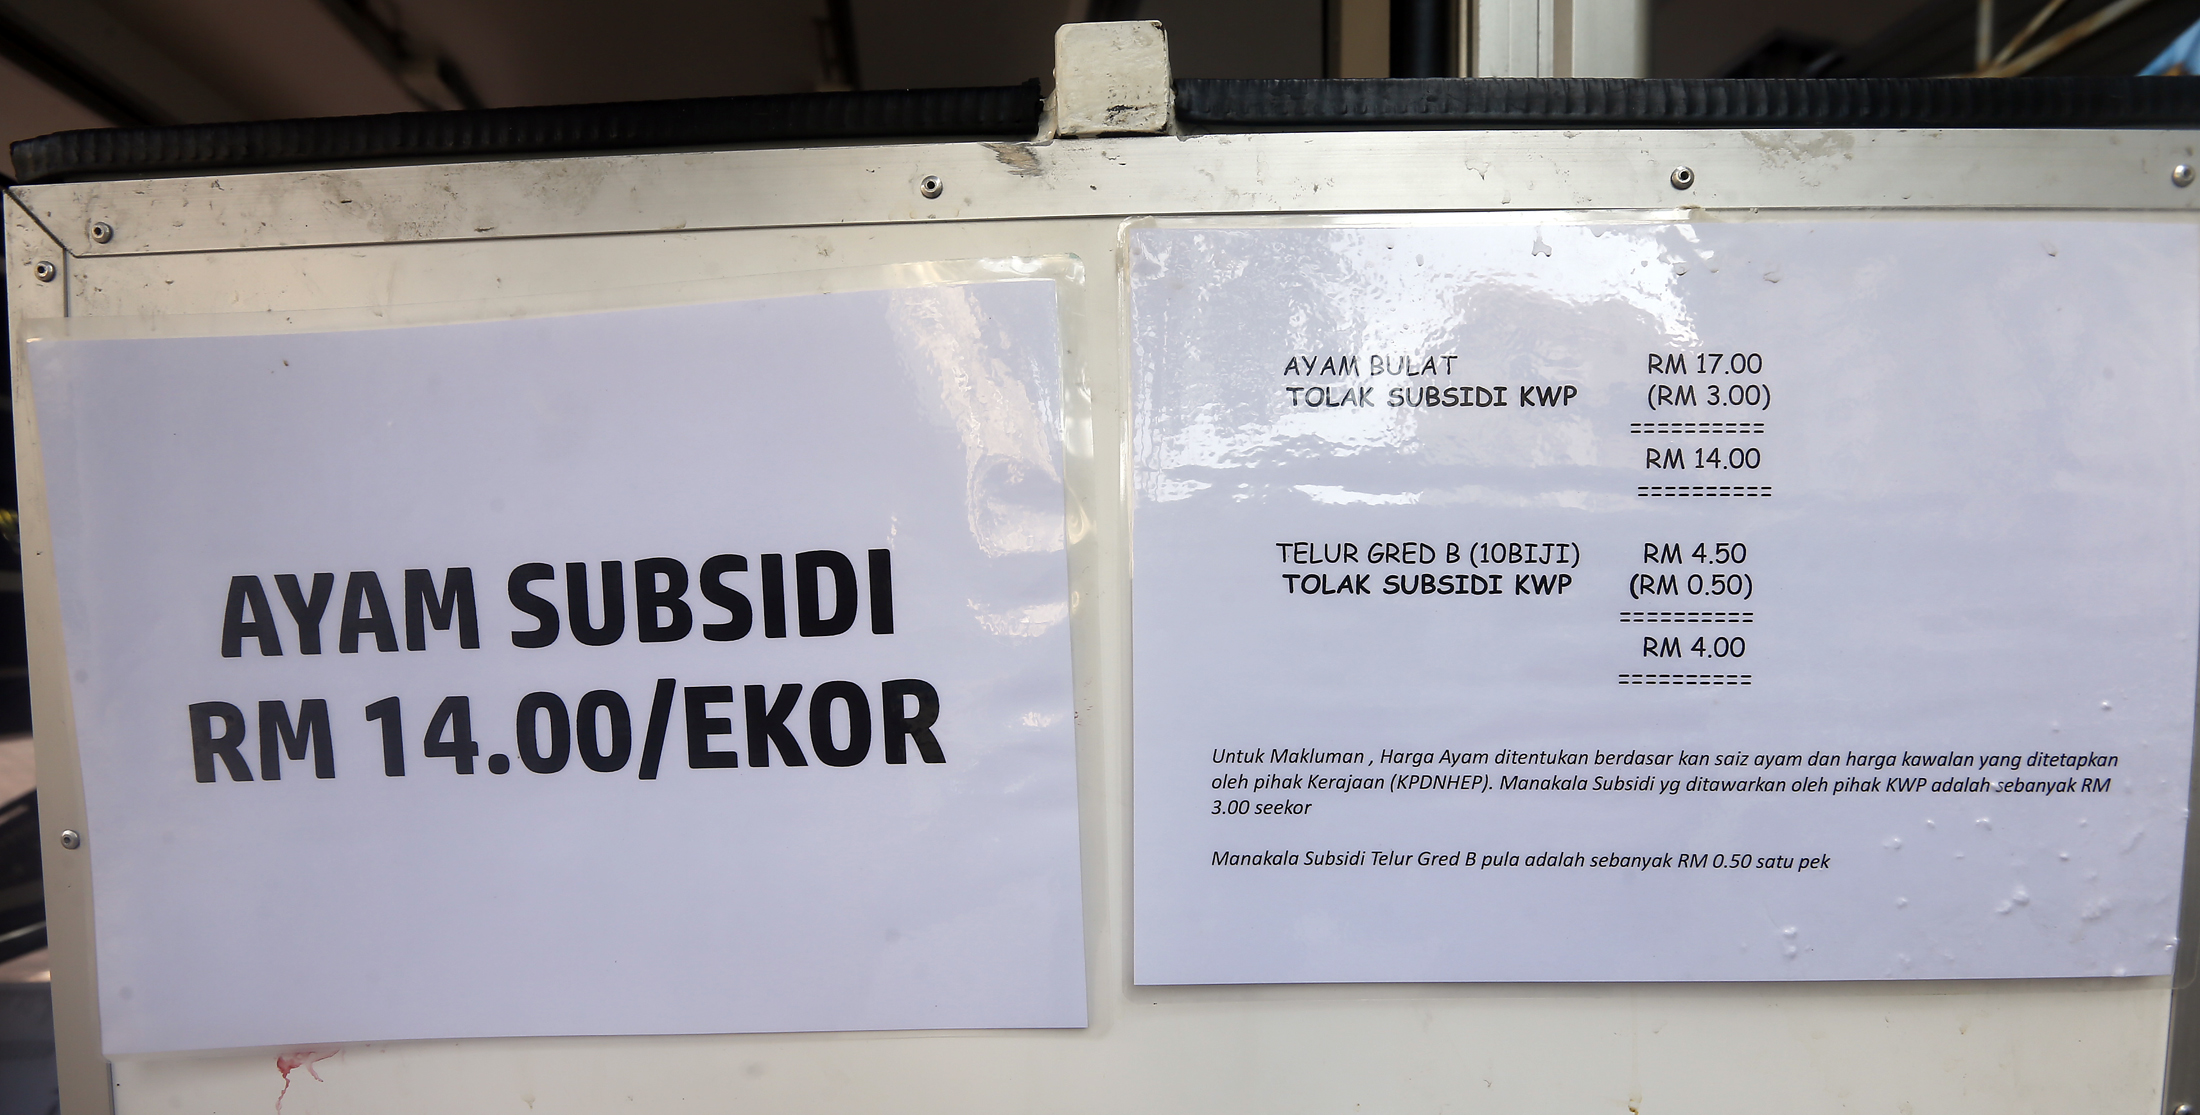 AYAM SUBSIDI
RM 14.00/EKOR
AYAM BULAT RM 17.00
TOLAK SUBSIDI KWP (RM 3.00)
==========
RM 14.00
==========
TELUR GRED B (10BIJI) RM 4.50
TOLAK SUBSIDI KWP (RM 0.50)
==========
RM 4.00
==========
Untuk Makluman , Harga Ayam ditentukan berdasar kan saiz ayam dan harga kawalan yang ditetapkan
oleh pihak Kerajaan (KPDNHEP). Manakala Subsidi yg ditawarkan oleh pihak KWP adalah sebanyak RM
3.00 seekor
Manakala Subsidi Telur Gred B pula adalah sebanyak RM 0.50 satu pek